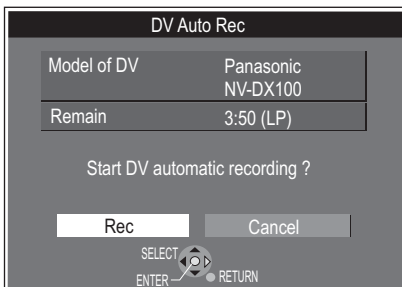 DV Auto Rec
Model of DV Panasonic
NV-DX100
Remain 3:50 (LP)
Start DV automatic recording ?
Rec Cancel
SELECT
ENTER RETURN